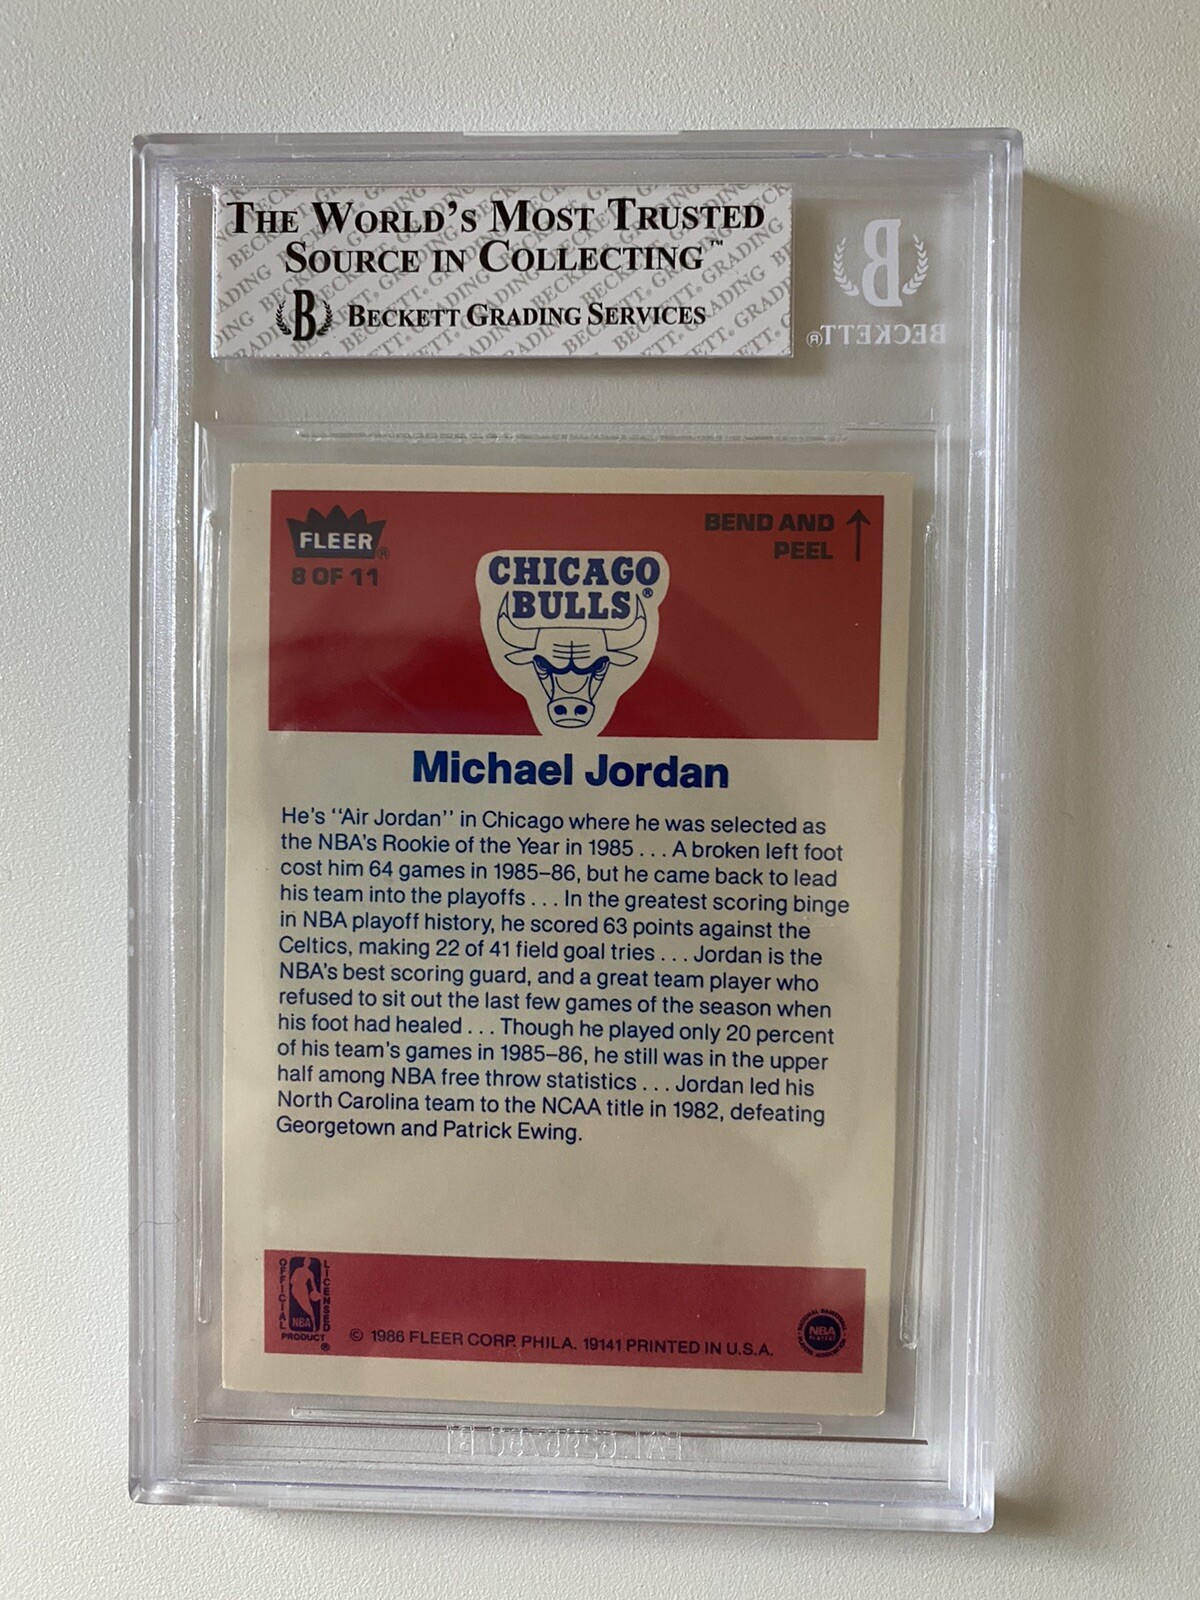 THE WORLD'S MOST TRUSTED
SOURCE IN COLLECTING™
B BECKETT GRADING SERVICES
B
BECKETT®
FLEER®
8 OF 11
BEND AND
PEEL
CHICAGO
BULLS®
Michael Jordan
He's "Air Jordan" in Chicago where he was selected as
the NBA's Rookie of the Year in 1985 . . . A broken left foot
cost him 64 games in 1985–86, but he came back to lead
his team into the playoffs . . . In the greatest scoring binge
in NBA playoff history, he scored 63 points against the
Celtics, making 22 of 41 field goal tries . . . Jordan is the
NBA's best scoring guard, and a great team player who
refused to sit out the last few games of the season when
his foot had healed . . . Though he played only 20 percent
of his team's games in 1985–86, he still was in the upper
half among NBA free throw statistics . . . Jordan led his
North Carolina team to the NCAA title in 1982, defeating
Georgetown and Patrick Ewing.
OFFICIAL LICENSED
NBA
PRODUCT ®
© 1986 FLEER CORP. PHILA. 19141 PRINTED IN U.S.A.
NATIONAL BASKETBALL
NBA
PLAYERS
PLAYERS ASSOCIATION